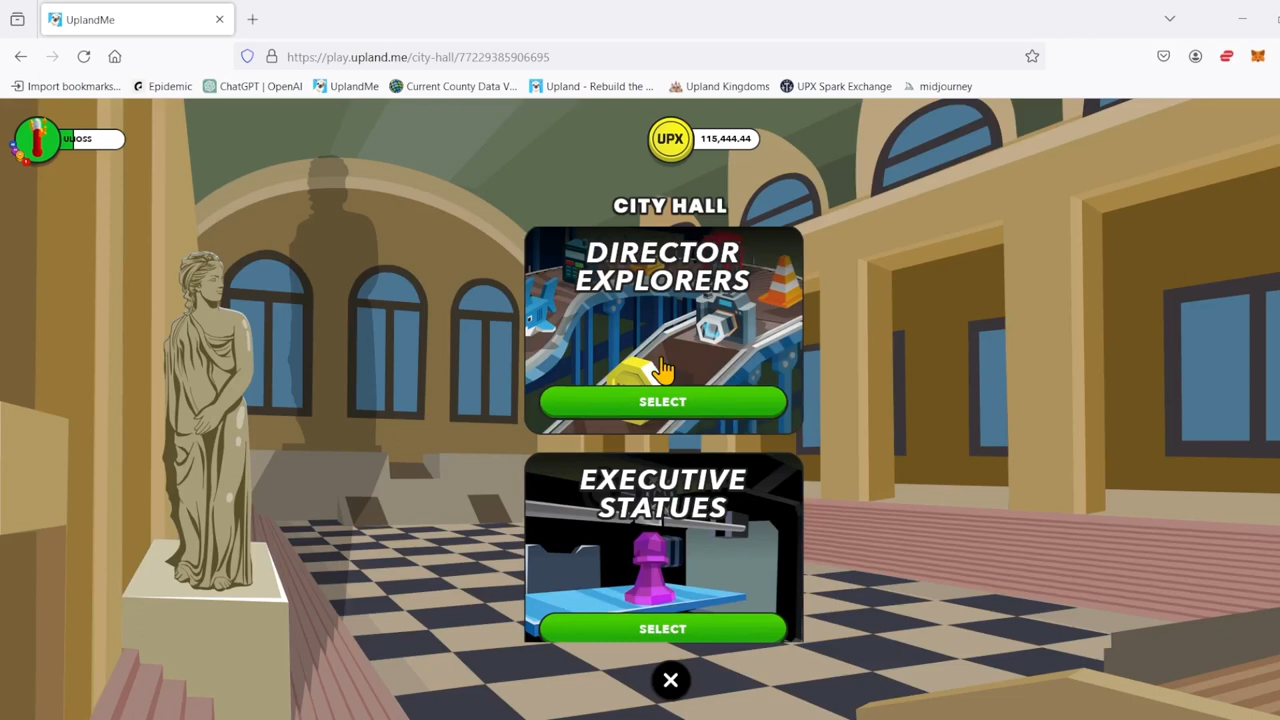 UplandMe
https://play.upland.me/city-hall/77229385906695
Import bookmarks...
Epidemic
ChatGPT | OpenAI
UplandMe
Current County Data V...
Upland - Rebuild the ...
Upland Kingdoms
UPX Spark Exchange
midjourney
uuoss
UPX
115,444.44
CITY HALL
DIRECTOR
EXPLORERS
SELECT
EXECUTIVE
STATUES
SELECT